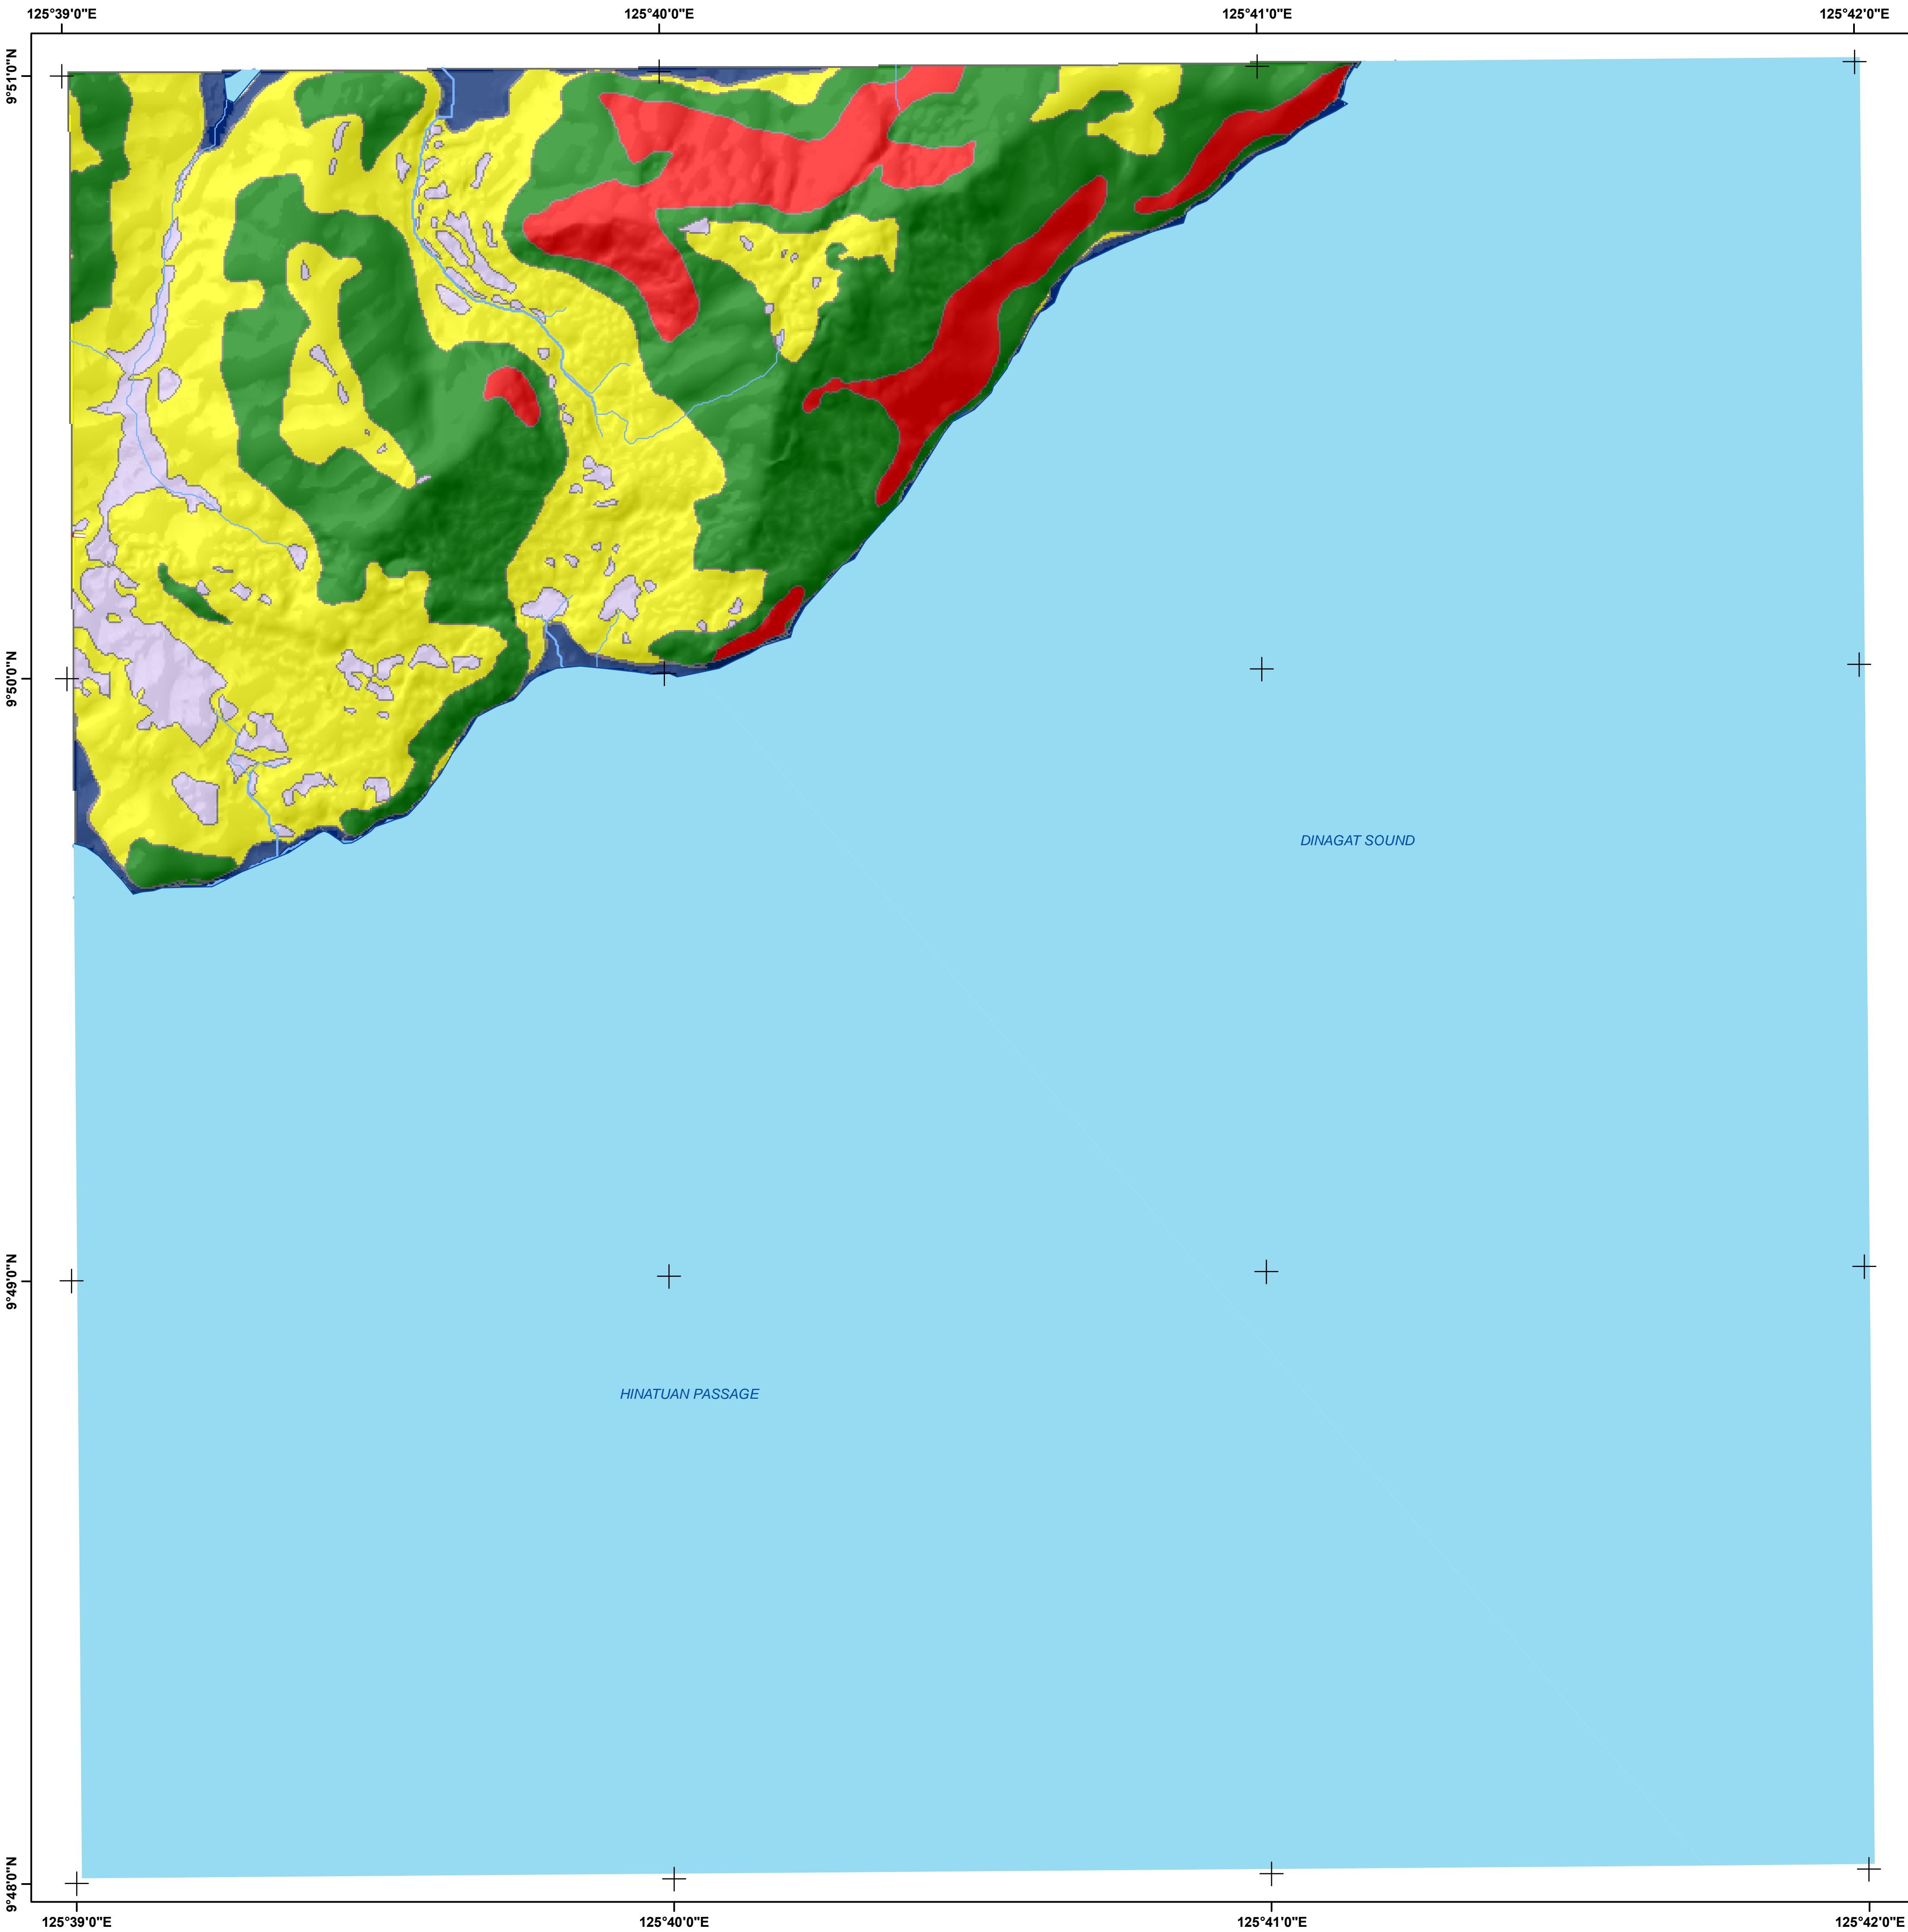 125°39'0"E 125°40'0"E 125°41'0"E 125°42'0"E
9°51'0"N
9°50'0"N
DINAGAT SOUND
9°49'0"N
HINATUAN PASSAGE
9°48'0"N
125°39'0"E 125°40'0"E 125°41'0"E 125°42'0"E